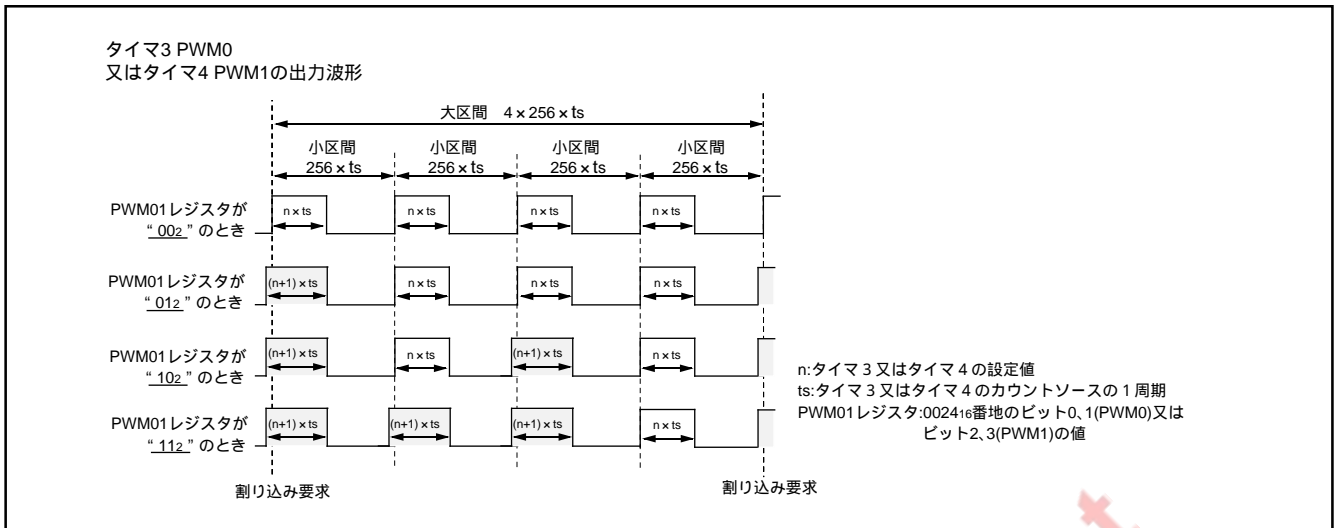 タイマ3 PWM0
又はタイマ4 PWM1の出力波形
大区間 4×256×ts
小区間 小区間 小区間 小区間
256×ts 256×ts 256×ts 256×ts
PWM01レジスタが
“ 002 ” のとき
n×ts n×ts n×ts n×ts
PWM01レジスタが
“ 012 ” のとき
(n+1)×ts n×ts n×ts n×ts
PWM01レジスタが
“ 102 ” のとき
(n+1)×ts n×ts (n+1)×ts n×ts
PWM01レジスタが
“ 112 ” のとき
(n+1)×ts (n+1)×ts (n+1)×ts n×ts
n:タイマ3又はタイマ4の設定値
ts:タイマ3又はタイマ4のカウントソースの1周期
PWM01レジスタ:002416番地のビット0、1(PWM0)又は
ビット2、3(PWM1)の値
割り込み要求 割り込み要求